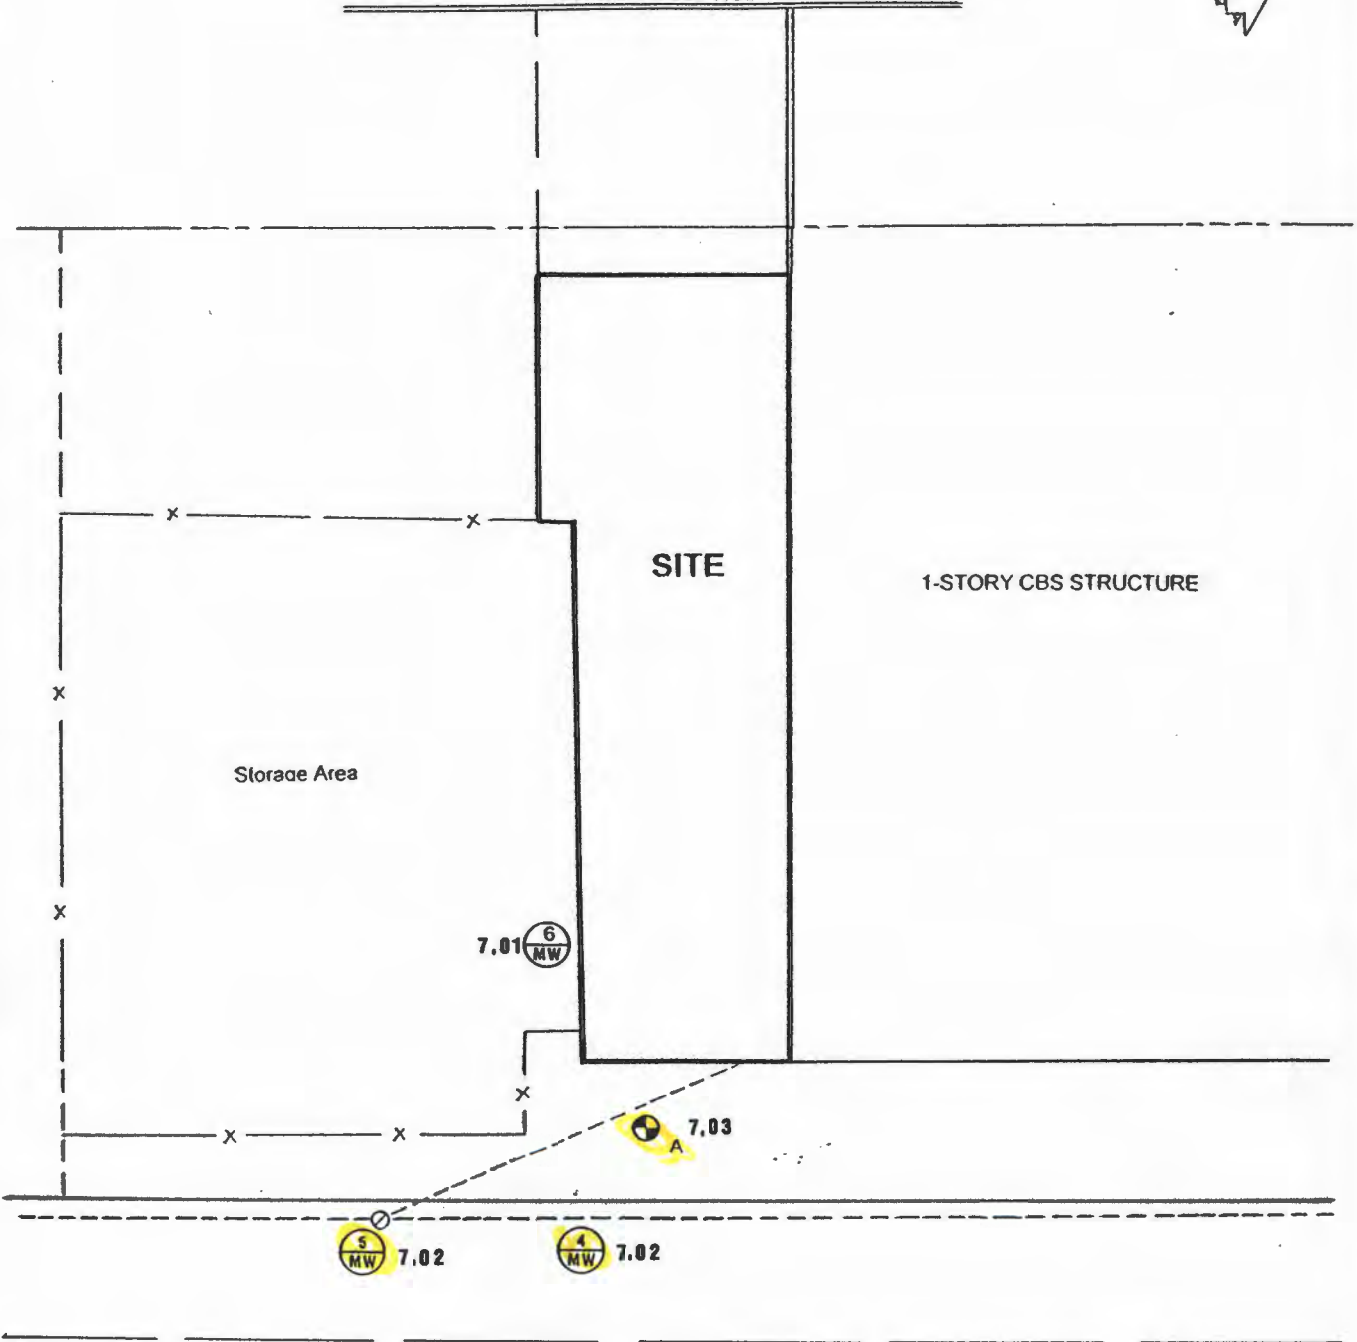 SITE
1-STORY CBS STRUCTURE
Storage Area
7.01 6 MW
7.03
A
5 MW 7.02
4 MW 7.02